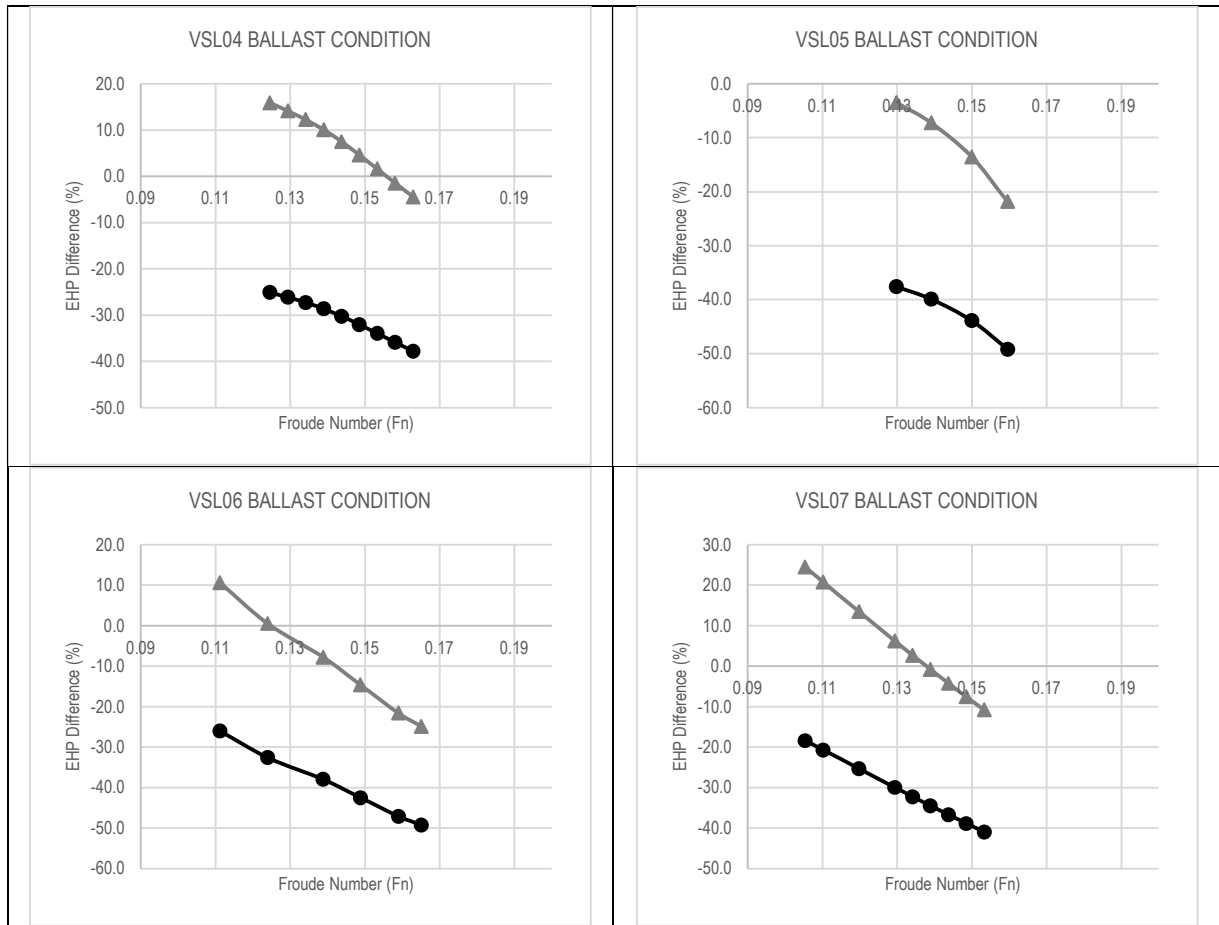 VSL04 BALLAST CONDITION
20.0
10.0
0.0
0.09 0.11 0.13 0.15 0.17 0.19
-10.0
-20.0
-30.0
-40.0
-50.0
EHP Difference (%)
Froude Number (Fn)
VSL05 BALLAST CONDITION
0.0
0.09 0.11 0.13 0.15 0.17 0.19
-10.0
-20.0
-30.0
-40.0
-50.0
-60.0
EHP Difference (%)
Froude Number (Fn)
VSL06 BALLAST CONDITION
20.0
10.0
0.0
0.09 0.11 0.13 0.15 0.17 0.19
-10.0
-20.0
-30.0
-40.0
-50.0
-60.0
EHP Difference (%)
Froude Number (Fn)
VSL07 BALLAST CONDITION
30.0
20.0
10.0
0.0
0.09 0.11 0.13 0.15 0.17 0.19
-10.0
-20.0
-30.0
-40.0
-50.0
EHP Difference (%)
Froude Number (Fn)